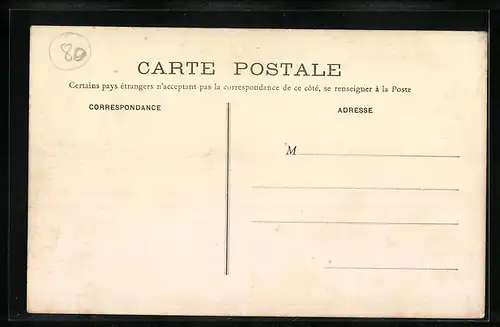 80
CARTE POSTALE
Certains pays étrangers n'acceptant pas la correspondance de ce côté, se renseigner à la Poste
CORRESPONDANCE
ADRESSE
M